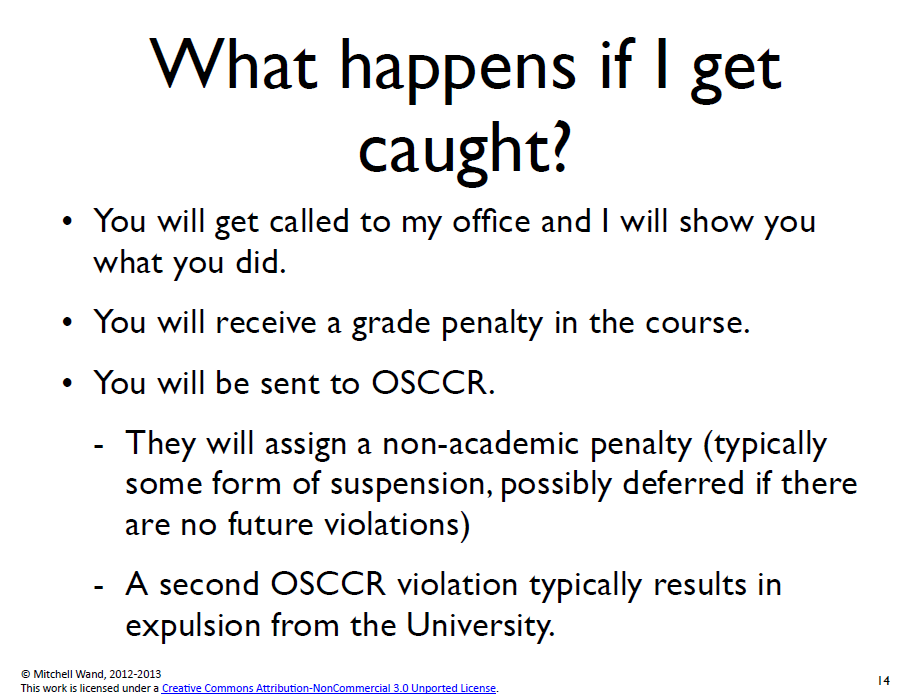 What happens if I get
caught?
• You will get called to my office and I will show you
what you did.
• You will receive a grade penalty in the course.
• You will be sent to OSCCR.
- They will assign a non-academic penalty (typically
some form of suspension, possibly deferred if there
are no future violations)
- A second OSCCR violation typically results in
expulsion from the University.
© Mitchell Wand, 2012-2013
This work is licensed under a Creative Commons Attribution-NonCommercial 3.0 Unported License.
14